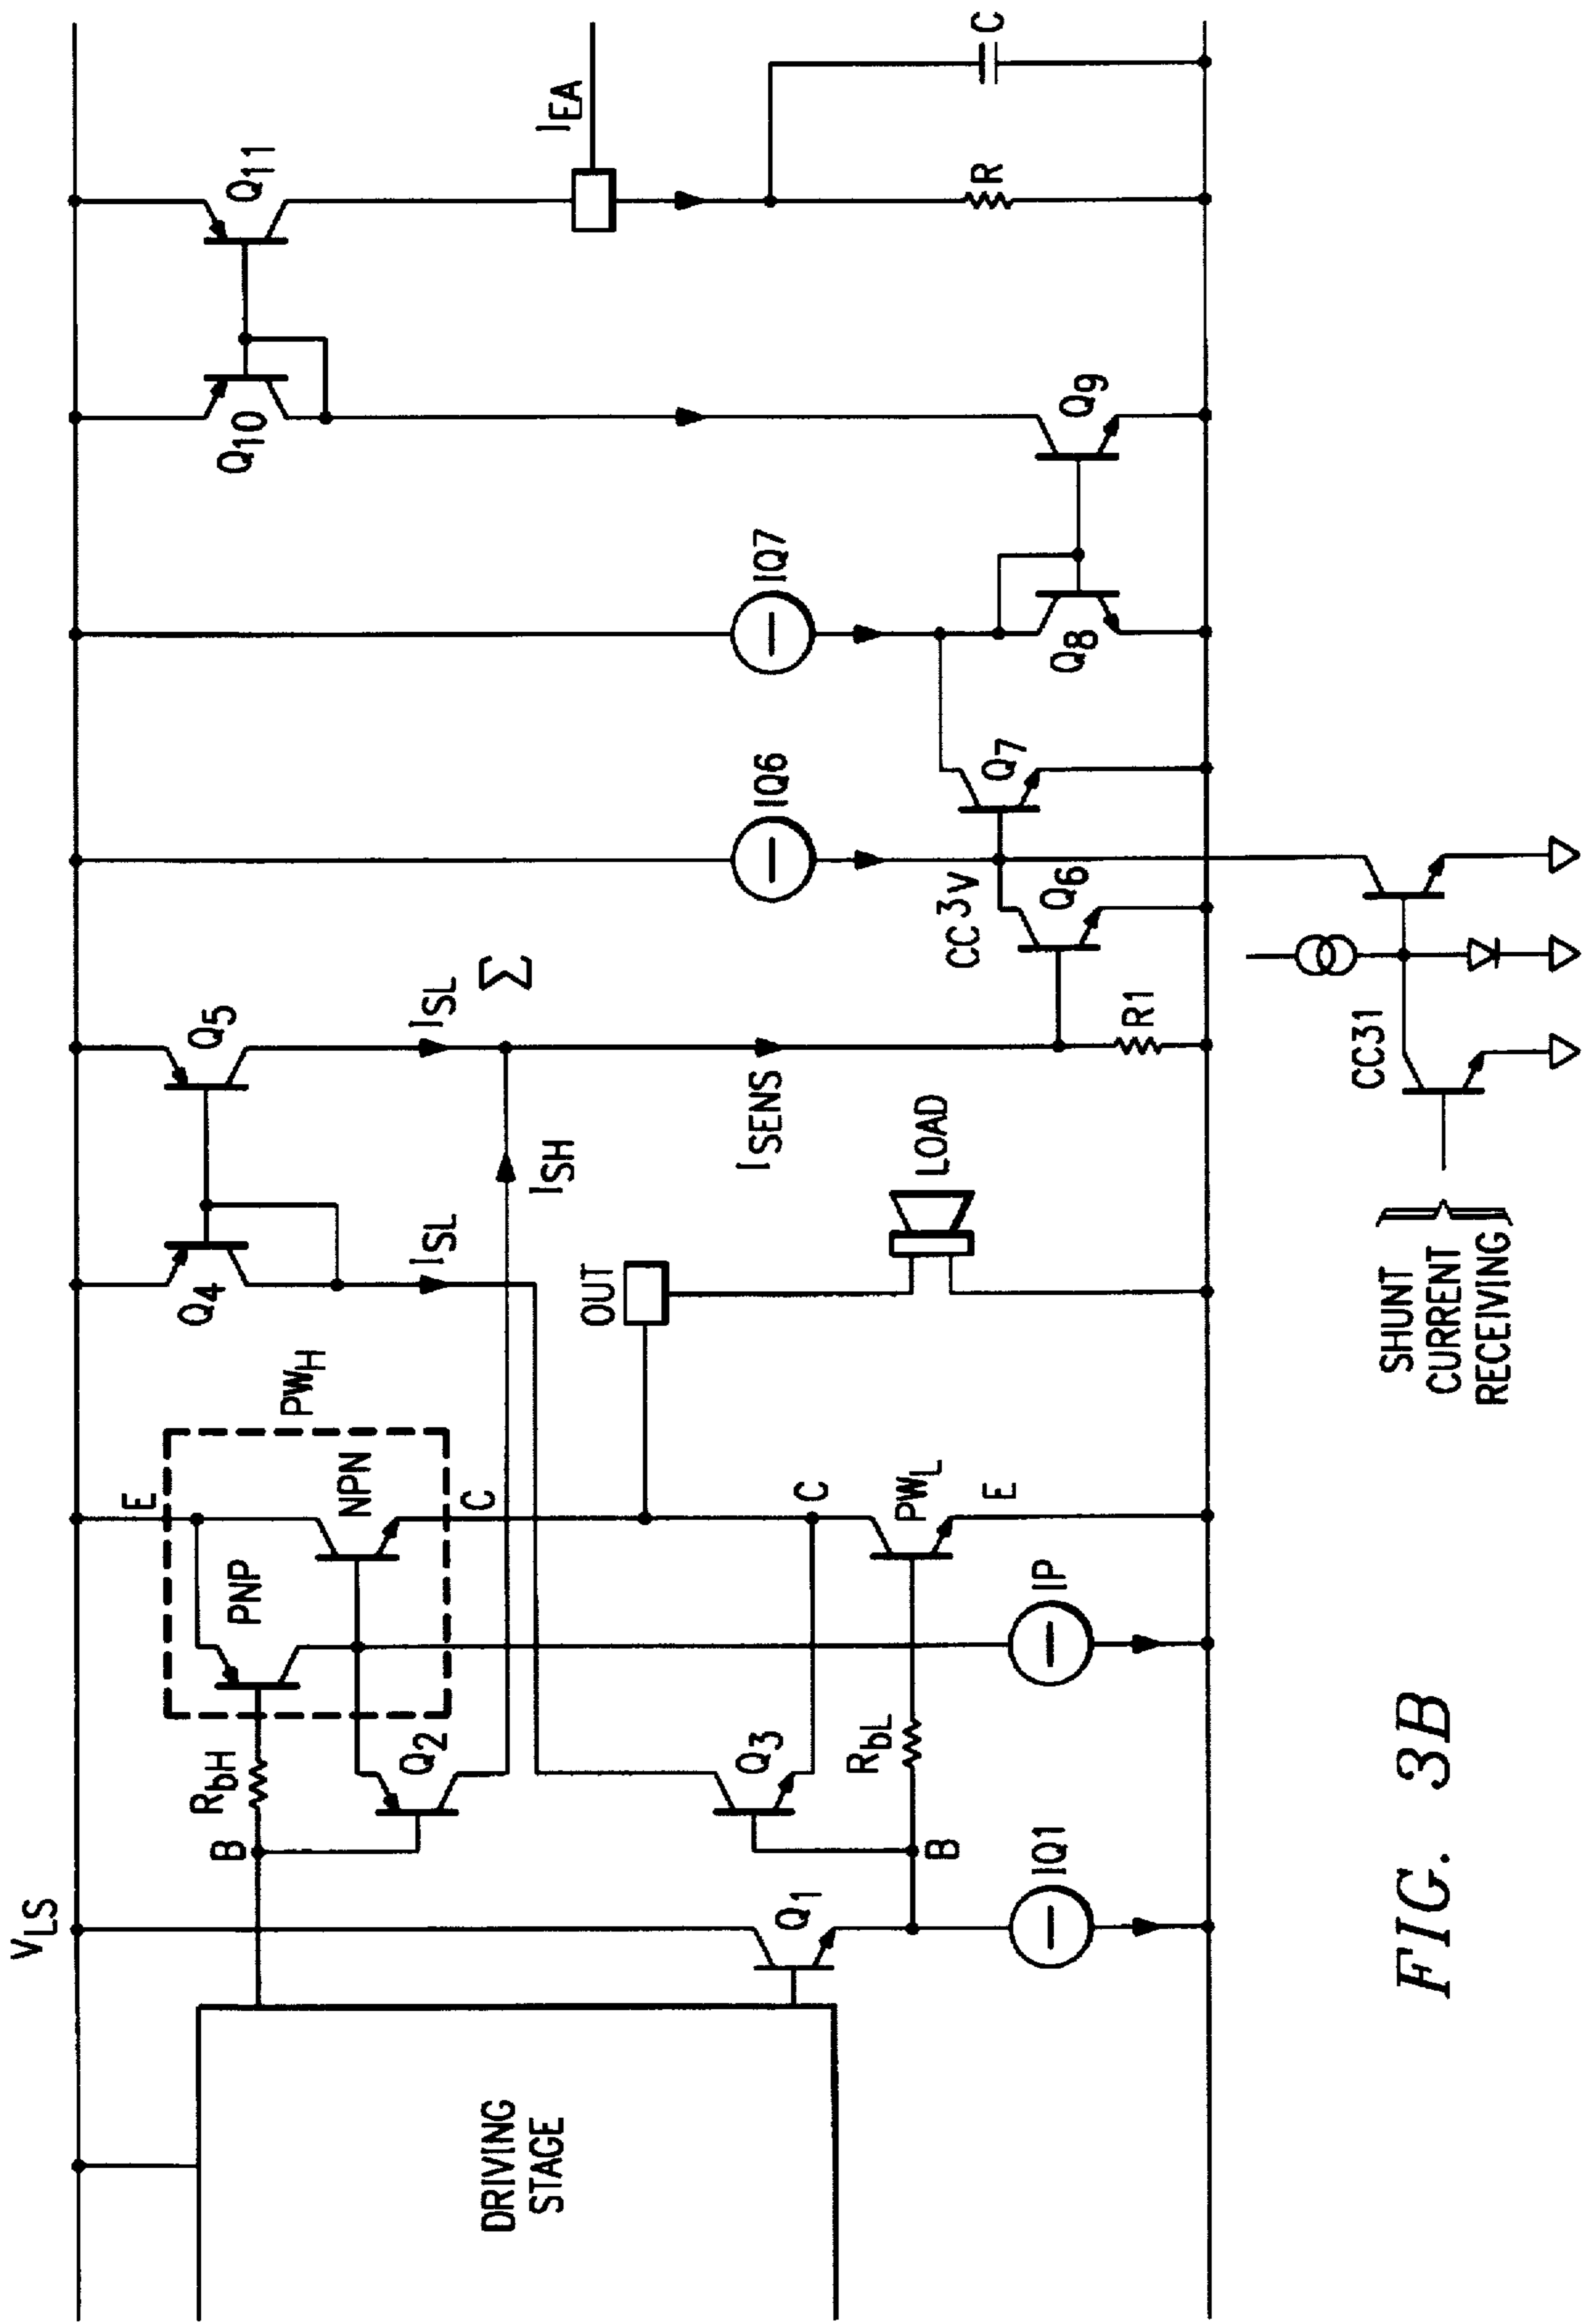 V_LS
DRIVING
STAGE
B
R_bH
PNP
NPN
E
PW_H
C
Q_2
Q_1
IQ1
B
Q_3
R_bL
C
PW_L
E
IP
Q_4
I_SL
Q_5
I_SL
Σ
I_SH
OUT
LOAD
I_SENS
R1
CC3V
Q_6
IQ6
Q_7
IQ7
Q_8
Q_9
Q_10
Q_11
I_EA
R
C
CC31
SHUNT
CURRENT
RECEIVING
FIG. 3B